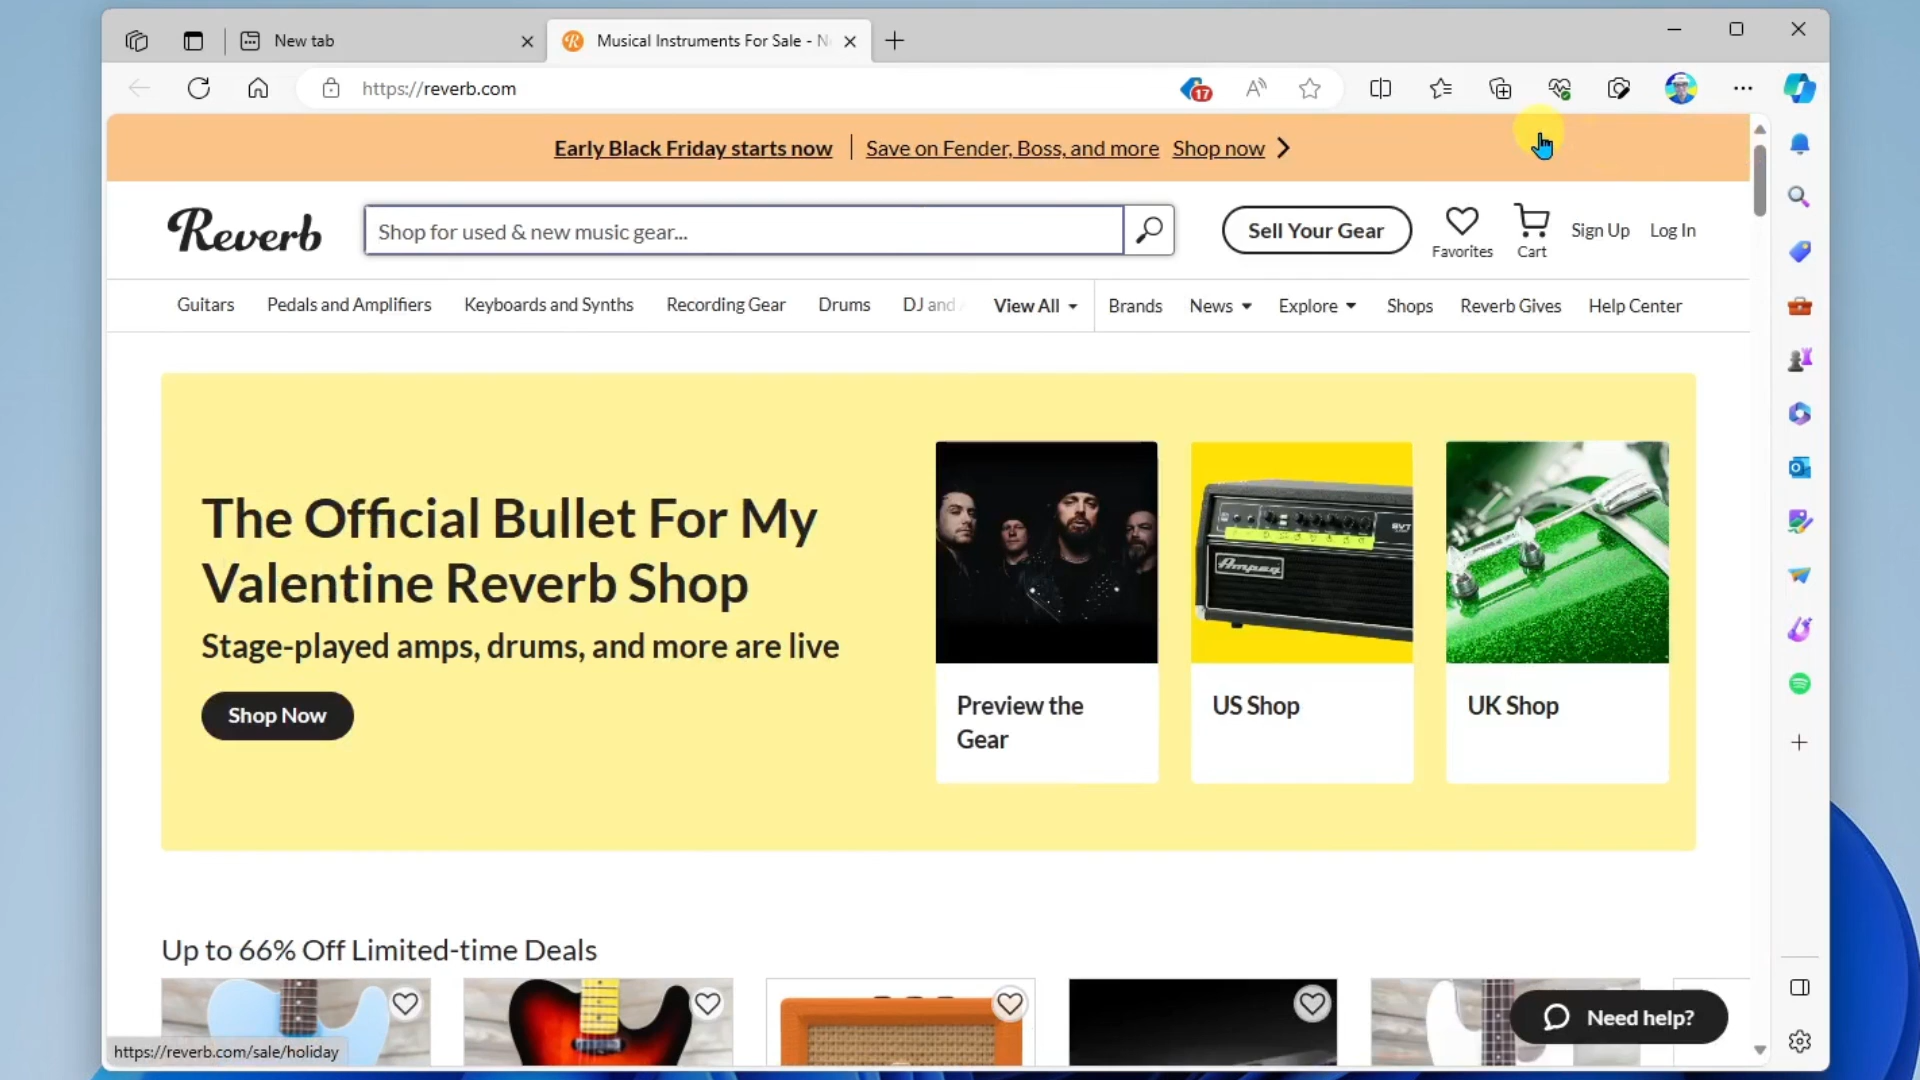 New tab
Musical Instruments For Sale - N
https://reverb.com
17
Early Black Friday starts now
Save on Fender, Boss, and more
Shop now
Reverb
Shop for used & new music gear...
Sell Your Gear
Favorites
Cart
Sign Up
Log In
Guitars
Pedals and Amplifiers
Keyboards and Synths
Recording Gear
Drums
DJ and
View All
Brands
News
Explore
Shops
Reverb Gives
Help Center
The Official Bullet For My
Valentine Reverb Shop
Stage-played amps, drums, and more are live
Shop Now
SVT
Ampeg
Preview the
Gear
US Shop
UK Shop
Up to 66% Off Limited-time Deals
Need help?
https://reverb.com/sale/holiday